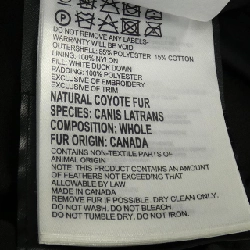 DO NOT REMOVE ANY LABELS-
WARRANTY WILL BE VOID
OUTERSHELL: 85% POLYESTER 15% COTTON
LINING: 100% NYLON
FILL: WHITE DUCK DOWN
PADDING: 100% POLYESTER
EXCLUSIVE OF EMBROIDERY
EXCLUSIVE OF TRIM
NATURAL COYOTE FUR
SPECIES: CANIS LATRANS
COMPOSITION: WHOLE
FUR ORIGIN: CANADA
CONTAINS NON-TEXTILE PARTS OF
ANIMAL ORIGIN
NOTE: THIS PRODUCT CONTAINS AN AMOUNT
OF FEATHERS NOT EXCEEDING THAT
ALLOWABLE BY LAW
MADE IN CANADA
REMOVE FUR IF POSSIBLE. DRY CLEAN ONLY.
DO NOT WASH. DO NOT BLEACH.
DO NOT TUMBLE DRY. DO NOT IRON.